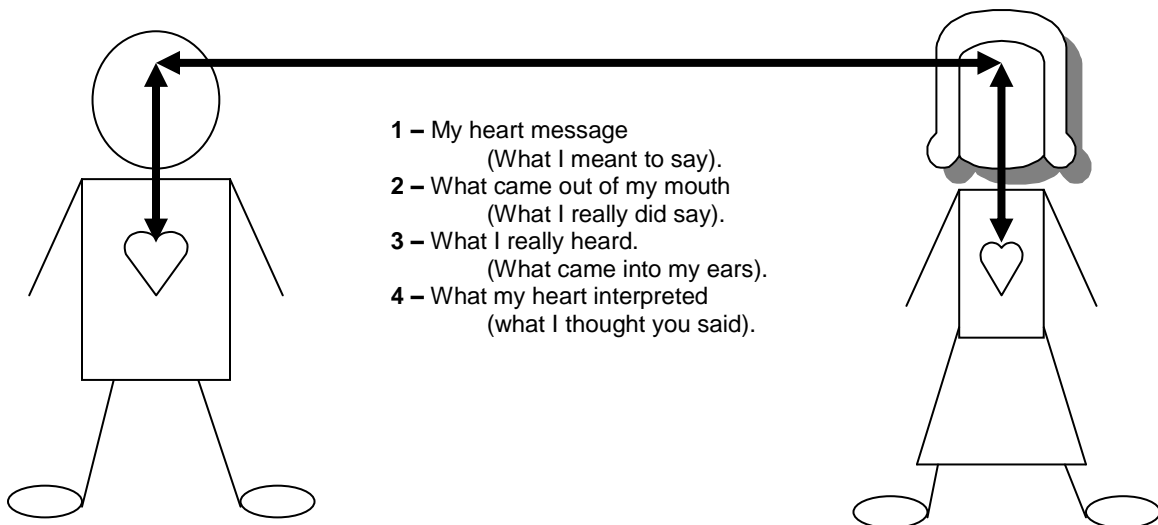 1 – My heart message
(What I meant to say).
2 – What came out of my mouth
(What I really did say).
3 – What I really heard.
(What came into my ears).
4 – What my heart interpreted
(what I thought you said).